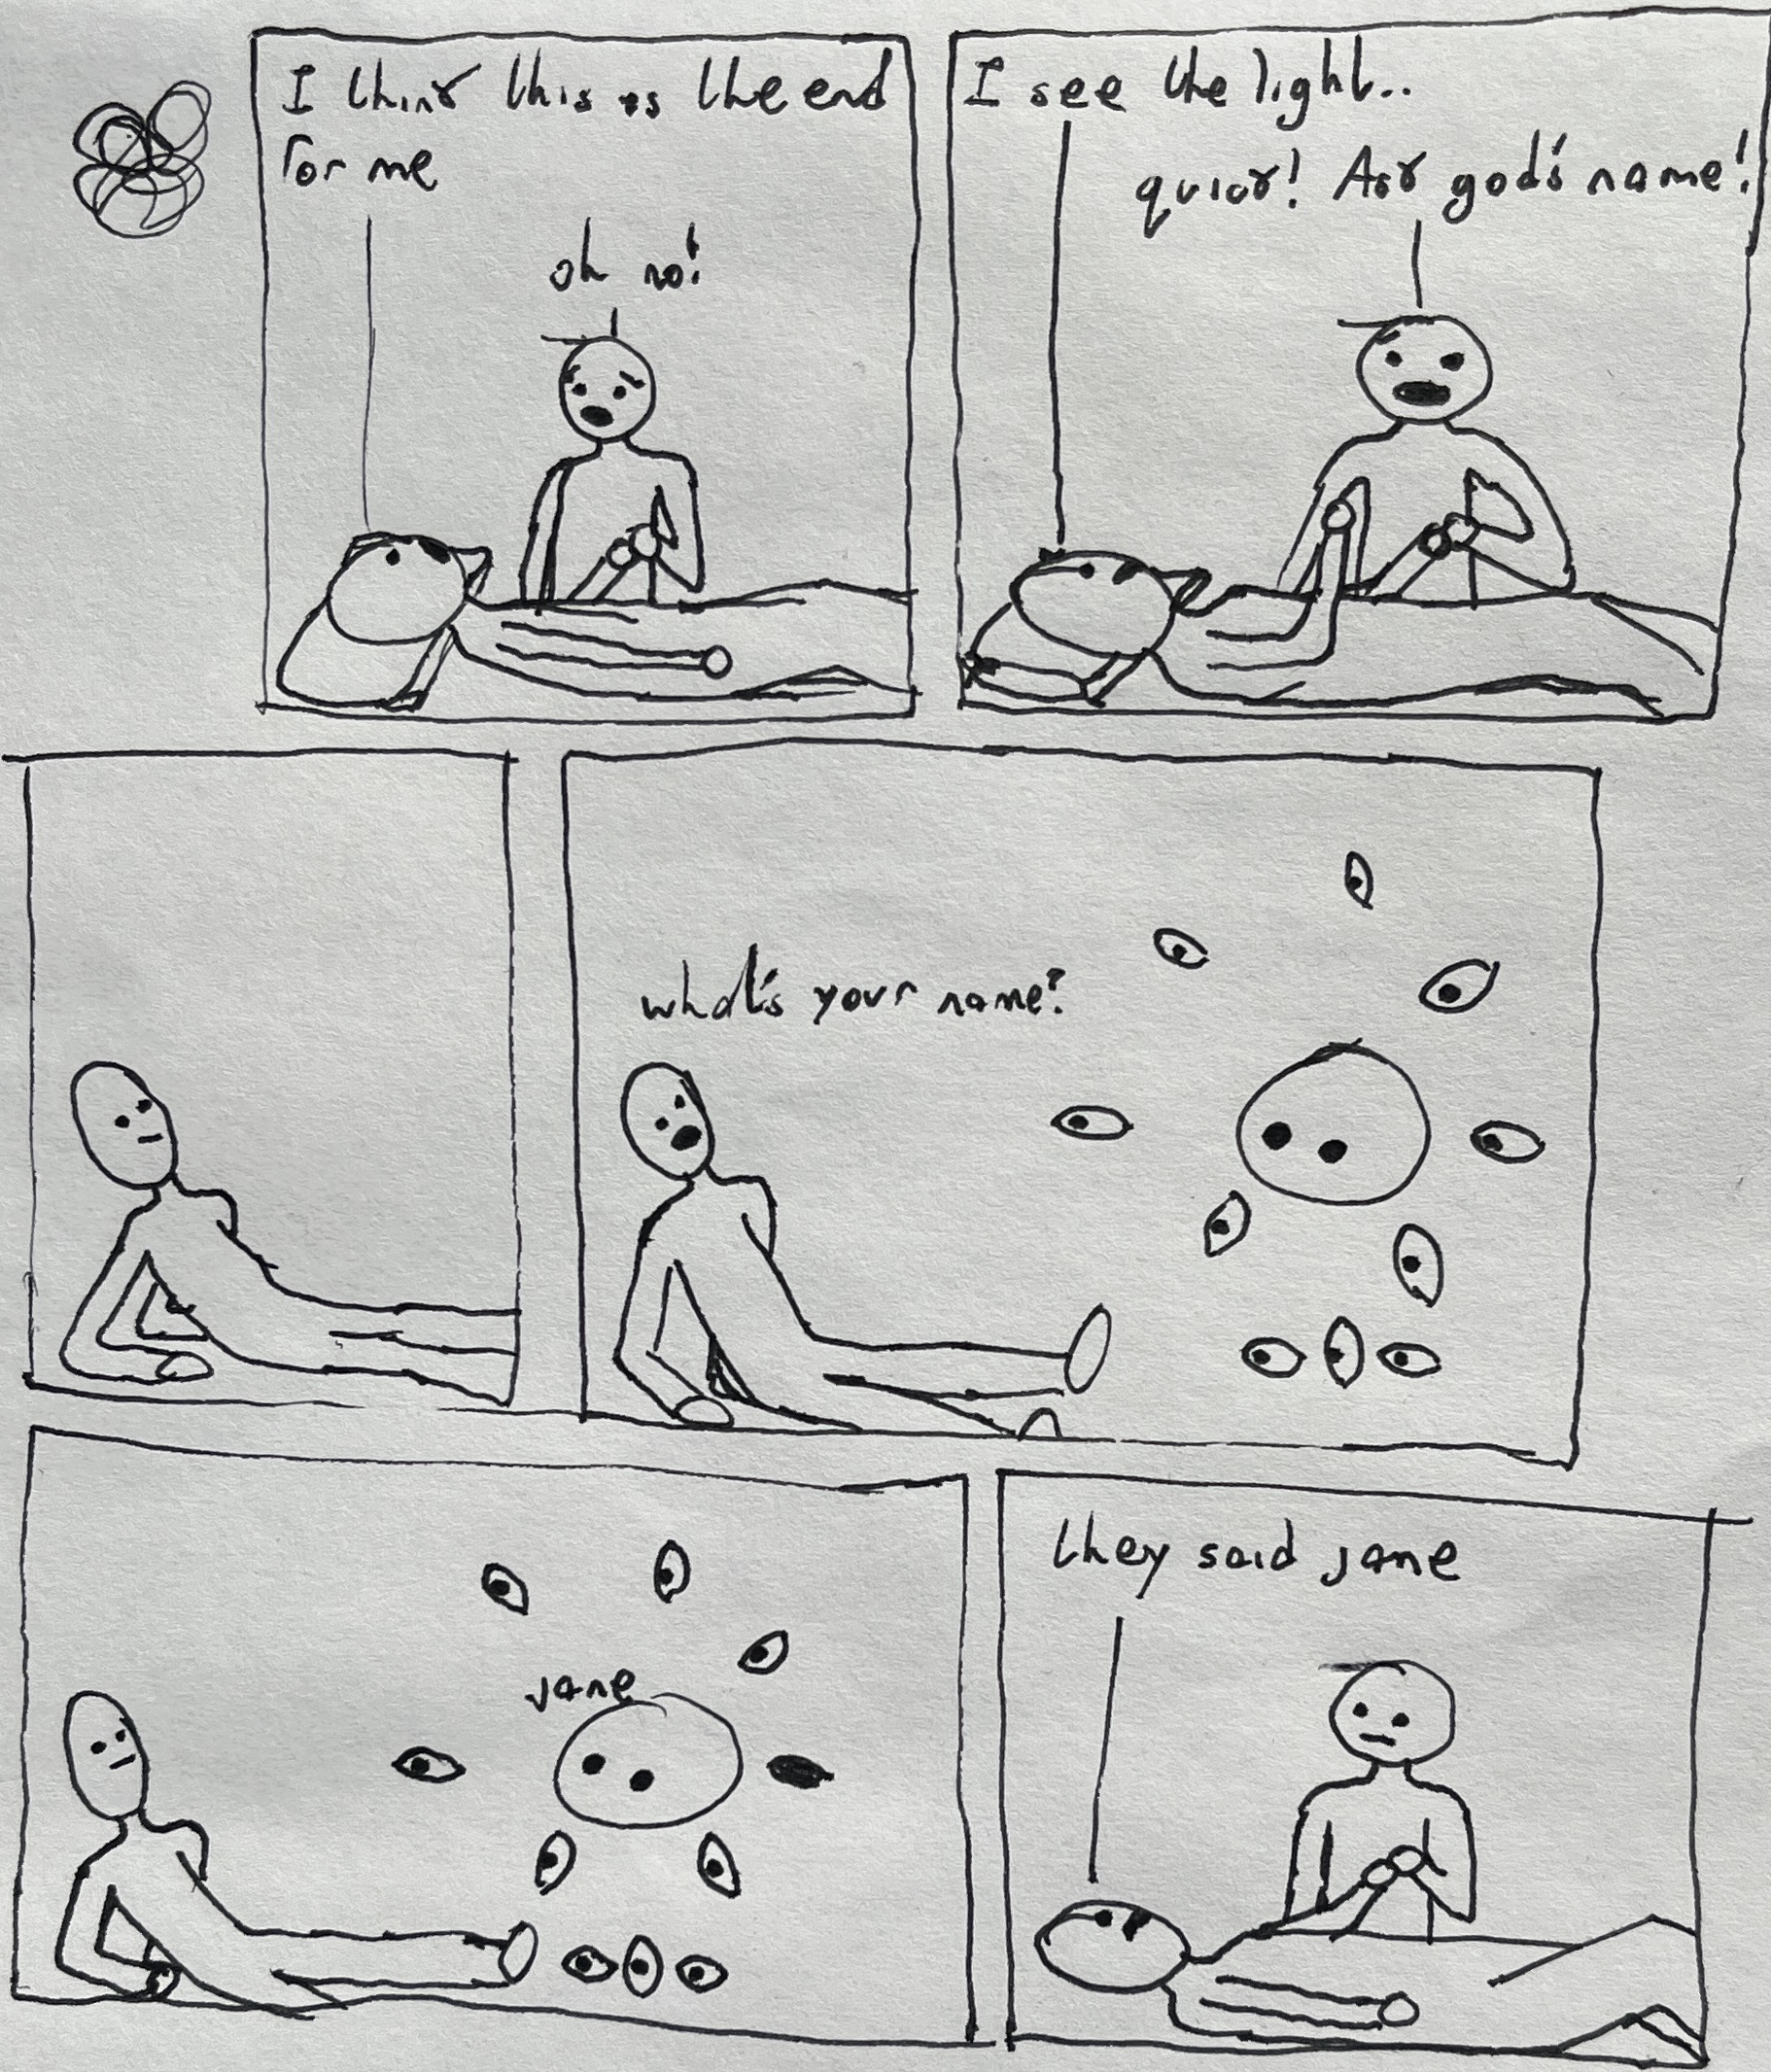 I think this is the end
for me
oh no!
I see the light..
quick! Ask god's name!
what's your name?
jane
they said jane